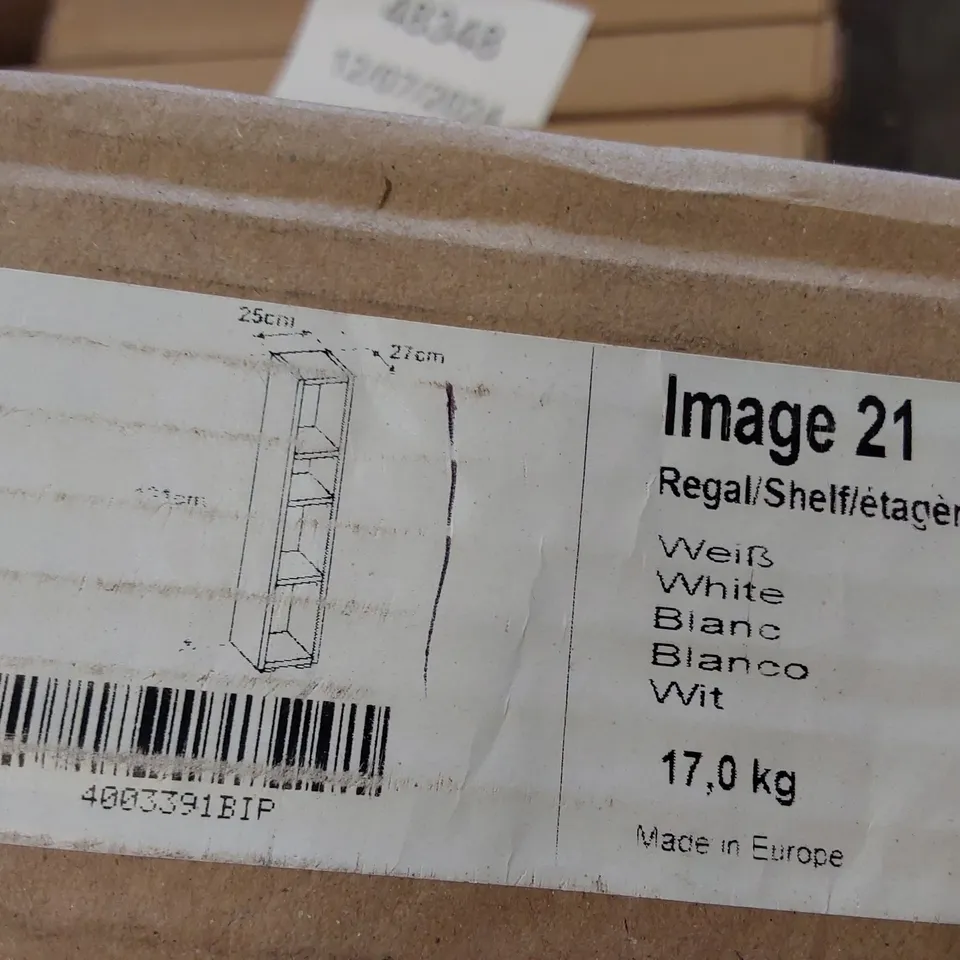 48348
25cm
27cm
Image 21
Regal/Shelf/étagèr
Weiß
White
Blanc
Blanco
Wit
17,0 kg
Made in Europe
4003391BIP